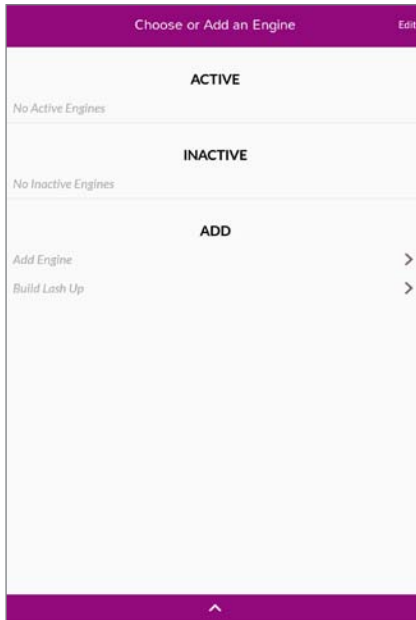 Choose or Add an Engine Edit
ACTIVE
No Active Engines
INACTIVE
No Inactive Engines
ADD
Add Engine
Build Lash Up